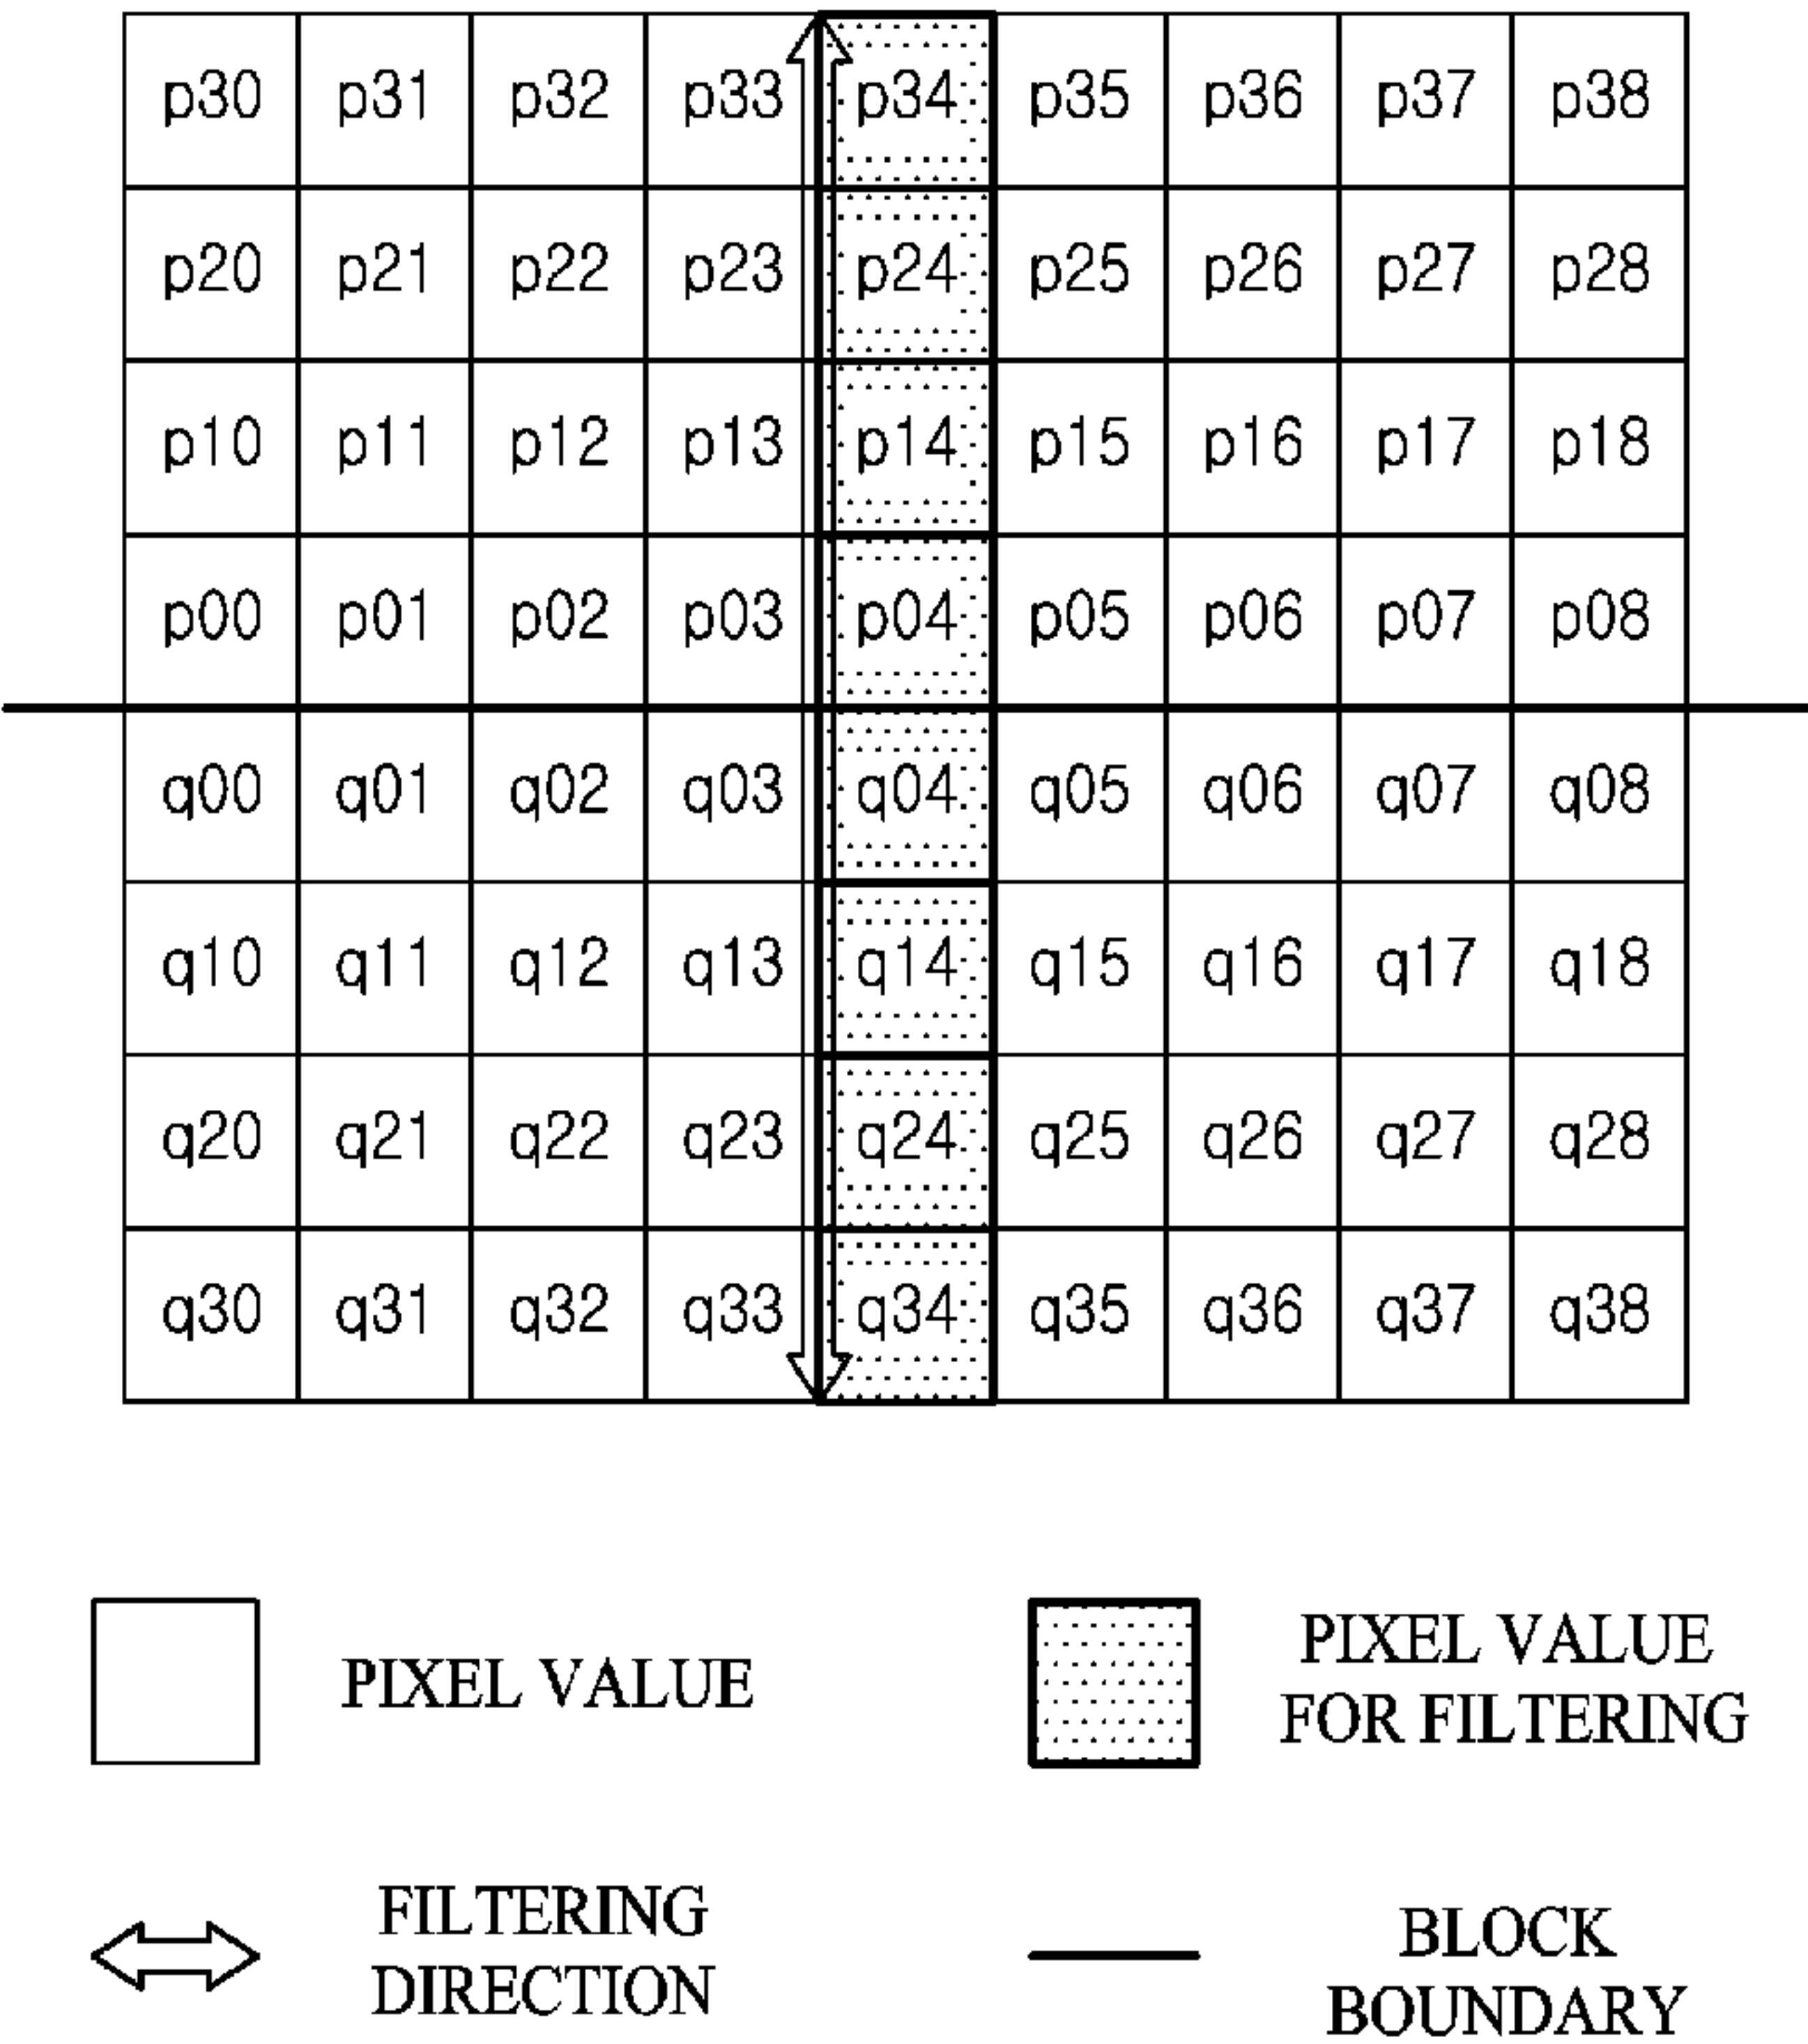 p30 p31 p32 p33 p34 p35 p36 p37 p38
p20 p21 p22 p23 p24 p25 p26 p27 p28
p10 p11 p12 p13 p14 p15 p16 p17 p18
p00 p01 p02 p03 p04 p05 p06 p07 p08
q00 q01 q02 q03 q04 q05 q06 q07 q08
q10 q11 q12 q13 q14 q15 q16 q17 q18
q20 q21 q22 q23 q24 q25 q26 q27 q28
q30 q31 q32 q33 q34 q35 q36 q37 q38
PIXEL VALUE
PIXEL VALUE
FOR FILTERING
FILTERING
DIRECTION
BLOCK
BOUNDARY